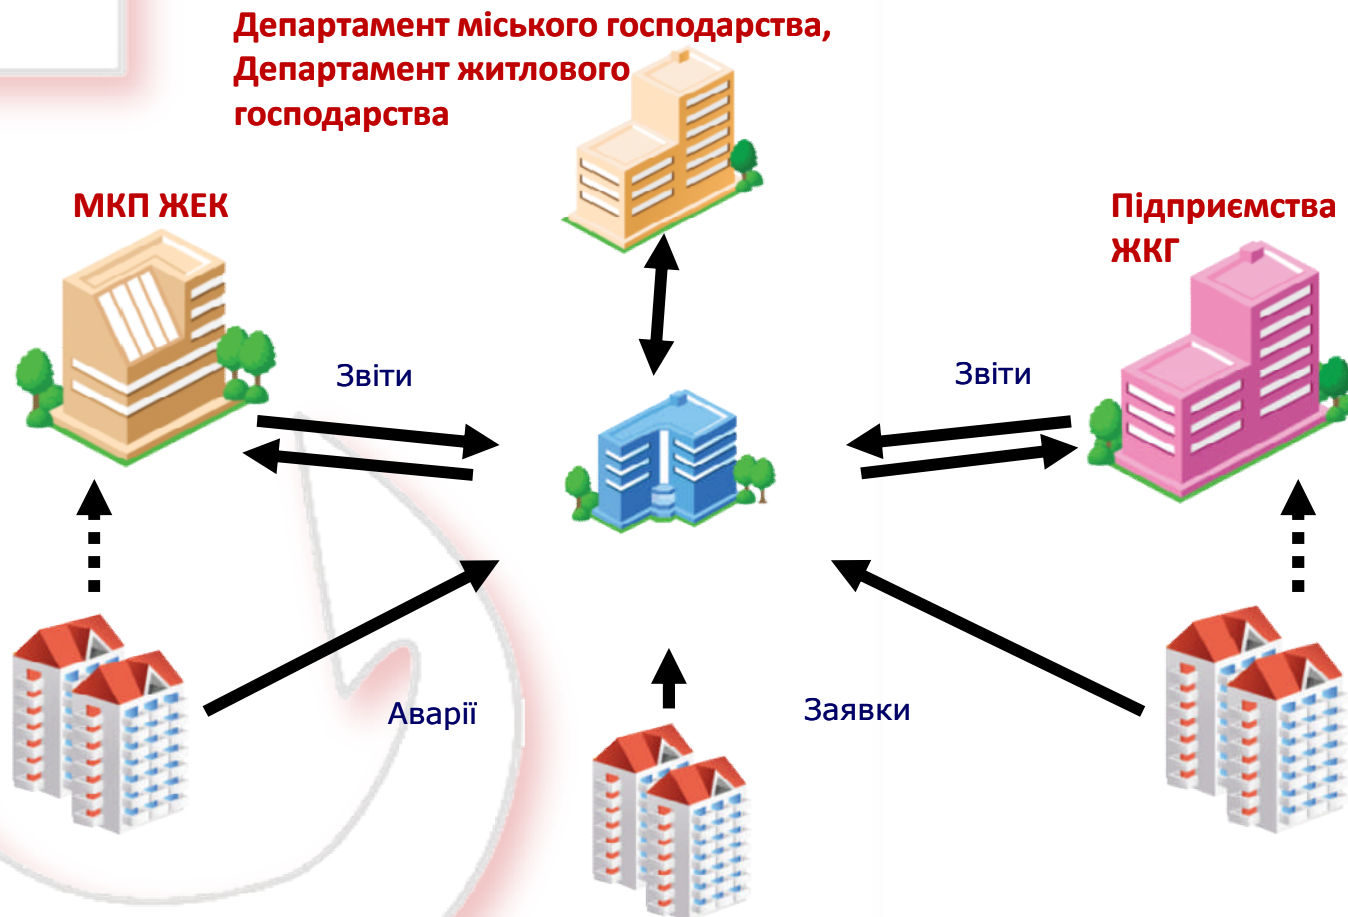 Департамент міського господарства,
Департамент житлового
господарства
МКП ЖЕК
Підприємства
ЖКГ
Звіти
Звіти
Аварії
Заявки